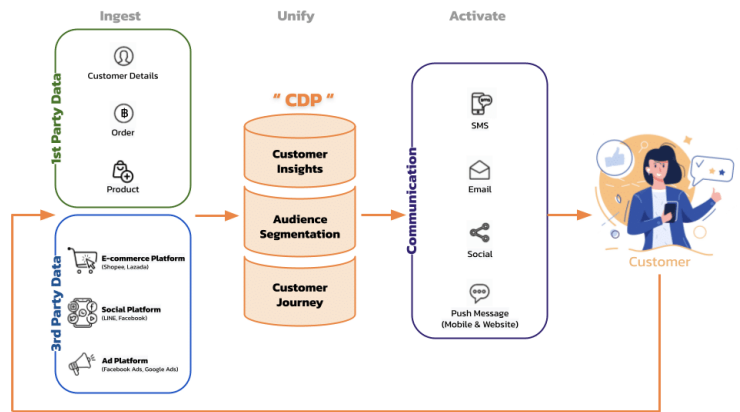 Ingest
Unify
Activate
1st Party Data
Customer Details
Order
Product
3rd Party Data
E-commerce Platform
(Shopee, Lazada)
Social Platform
(LINE, Facebook)
Ad Platform
(Facebook Ads, Google Ads)
" CDP "
Customer
Insights
Audience
Segmentation
Customer
Journey
Communication
SMS
SMS
Email
Social
Push Message
(Mobile & Website)
Customer